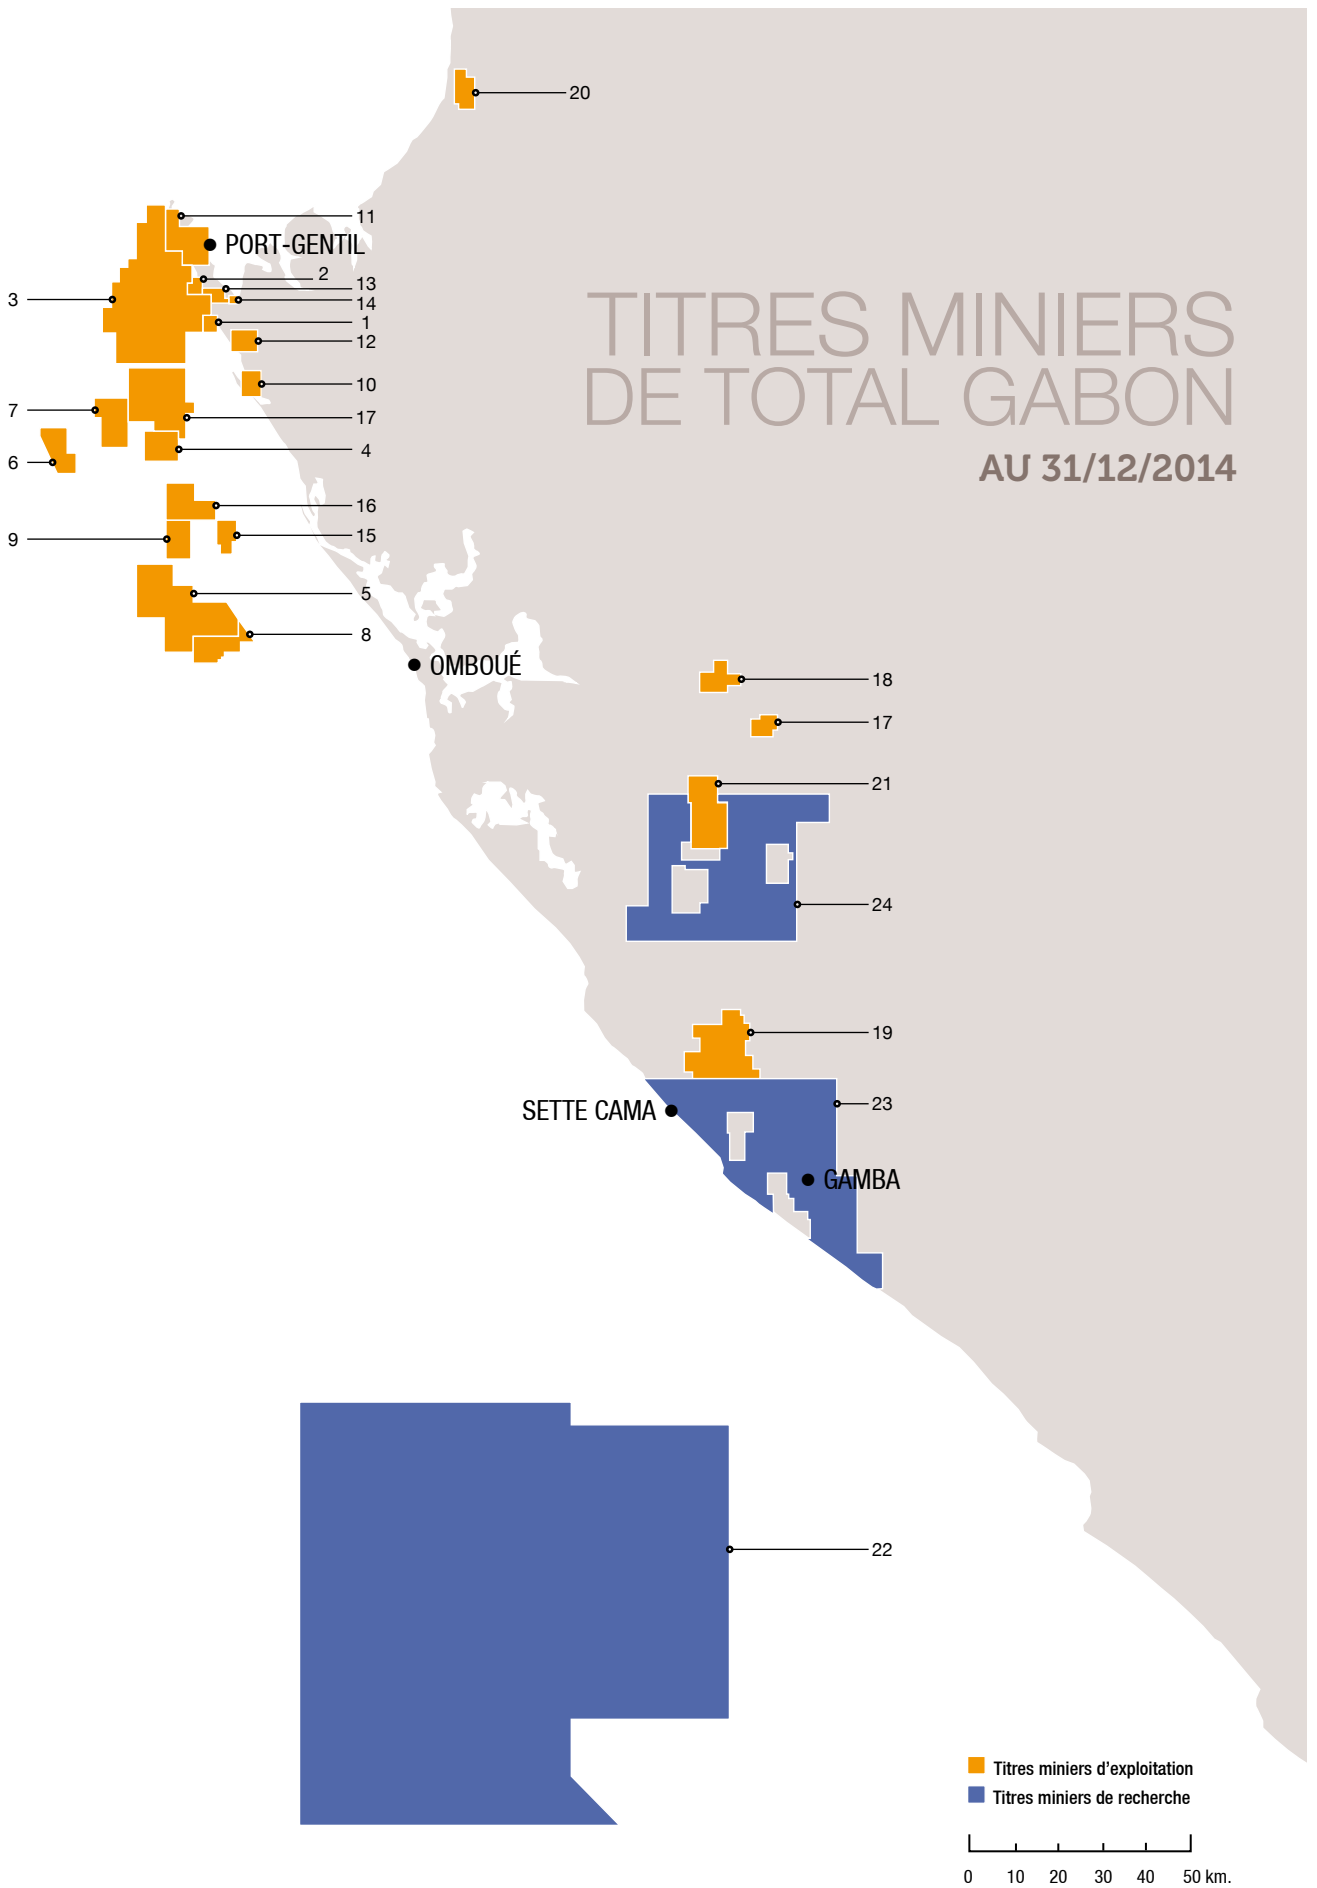 20
11
PORT-GENTIL
2
13
3
14
1
12
10
7
17
4
6
16
15
9
5
8
TITRES MINIERS
DE TOTAL GABON
AU 31/12/2014
OMBOUÉ
18
17
21
24
19
23
SETTE CAMA
GAMBA
22
Titres miniers d'exploitation
Titres miniers de recherche
0 10 20 30 40 50 km.